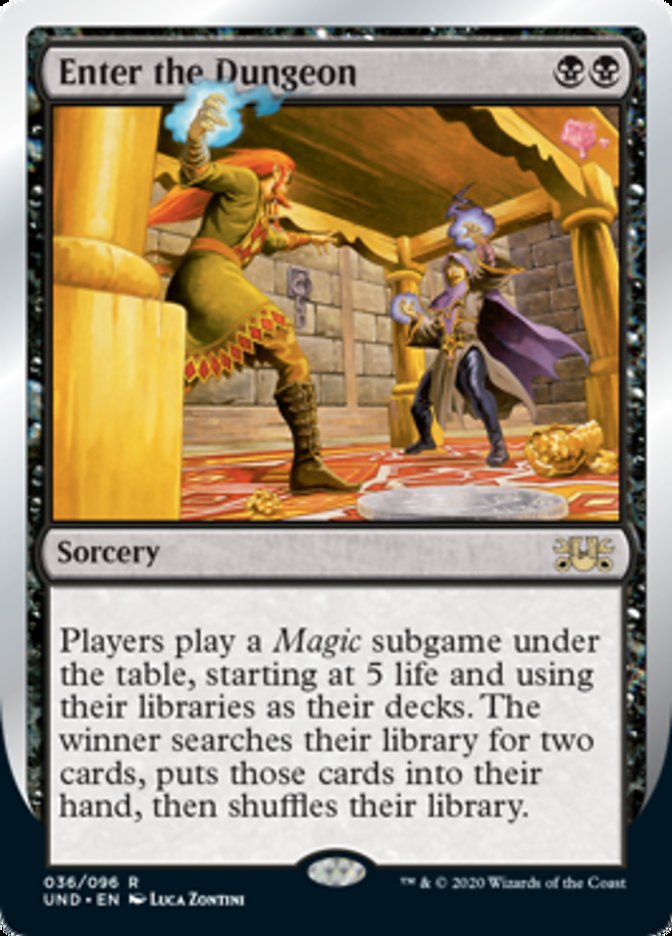 Enter the Dungeon
Sorcery
Players play a Magic subgame under
the table, starting at 5 life and using
their libraries as their decks. The
winner searches their library for two
cards, puts those cards into their
hand, then shuffles their library.
036/096 R
UND • EN Luca Zontini
™ & © 2020 Wizards of the Coast